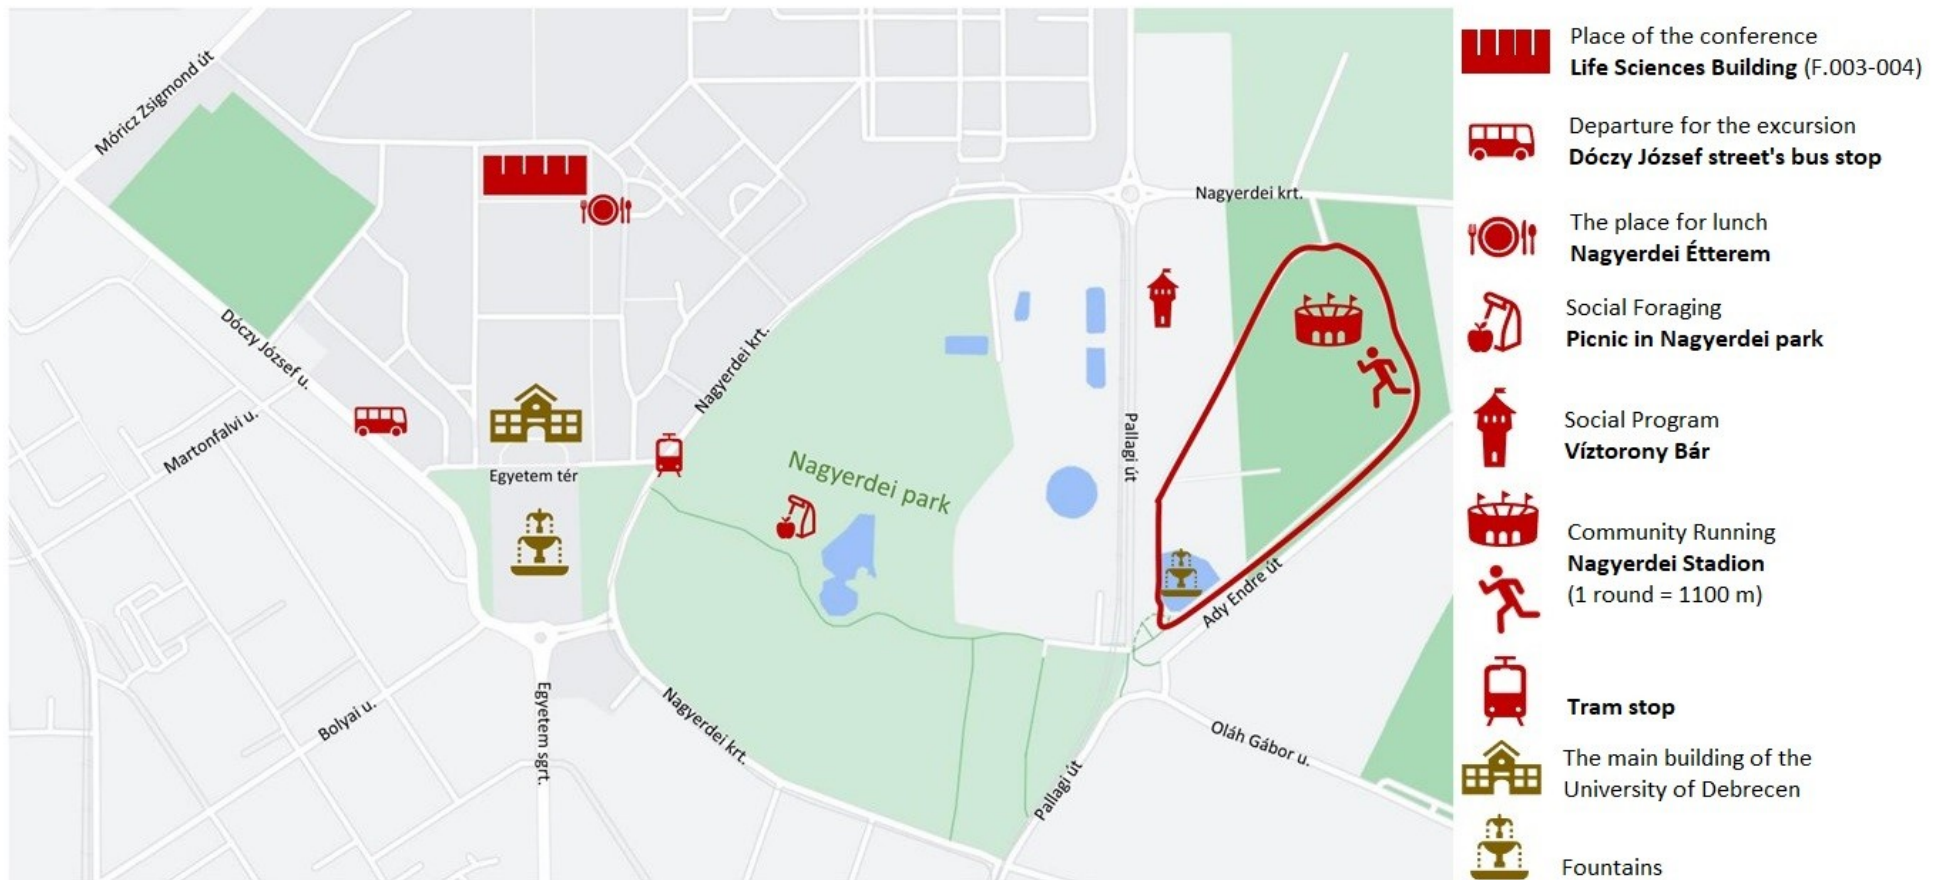 Móricz Zsigmond út
Nagyerdei krt.
Dóczy József u.
Martonfalvi u.
Nagyerdei krt.
Pallagi út
Egyetem tér
Nagyerdei park
Ady Endre út
Bolyai u.
Egyetem sgrt.
Nagyerdei krt.
Oláh Gábor u.
Pallagi út
Place of the conference
Life Sciences Building (F.003-004)
Departure for the excursion
Dóczy József street's bus stop
The place for lunch
Nagyerdei Étterem
Social Foraging
Picnic in Nagyerdei park
Social Program
Víztorony Bár
Community Running
Nagyerdei Stadion
(1 round = 1100 m)
Tram stop
The main building of the
University of Debrecen
Fountains